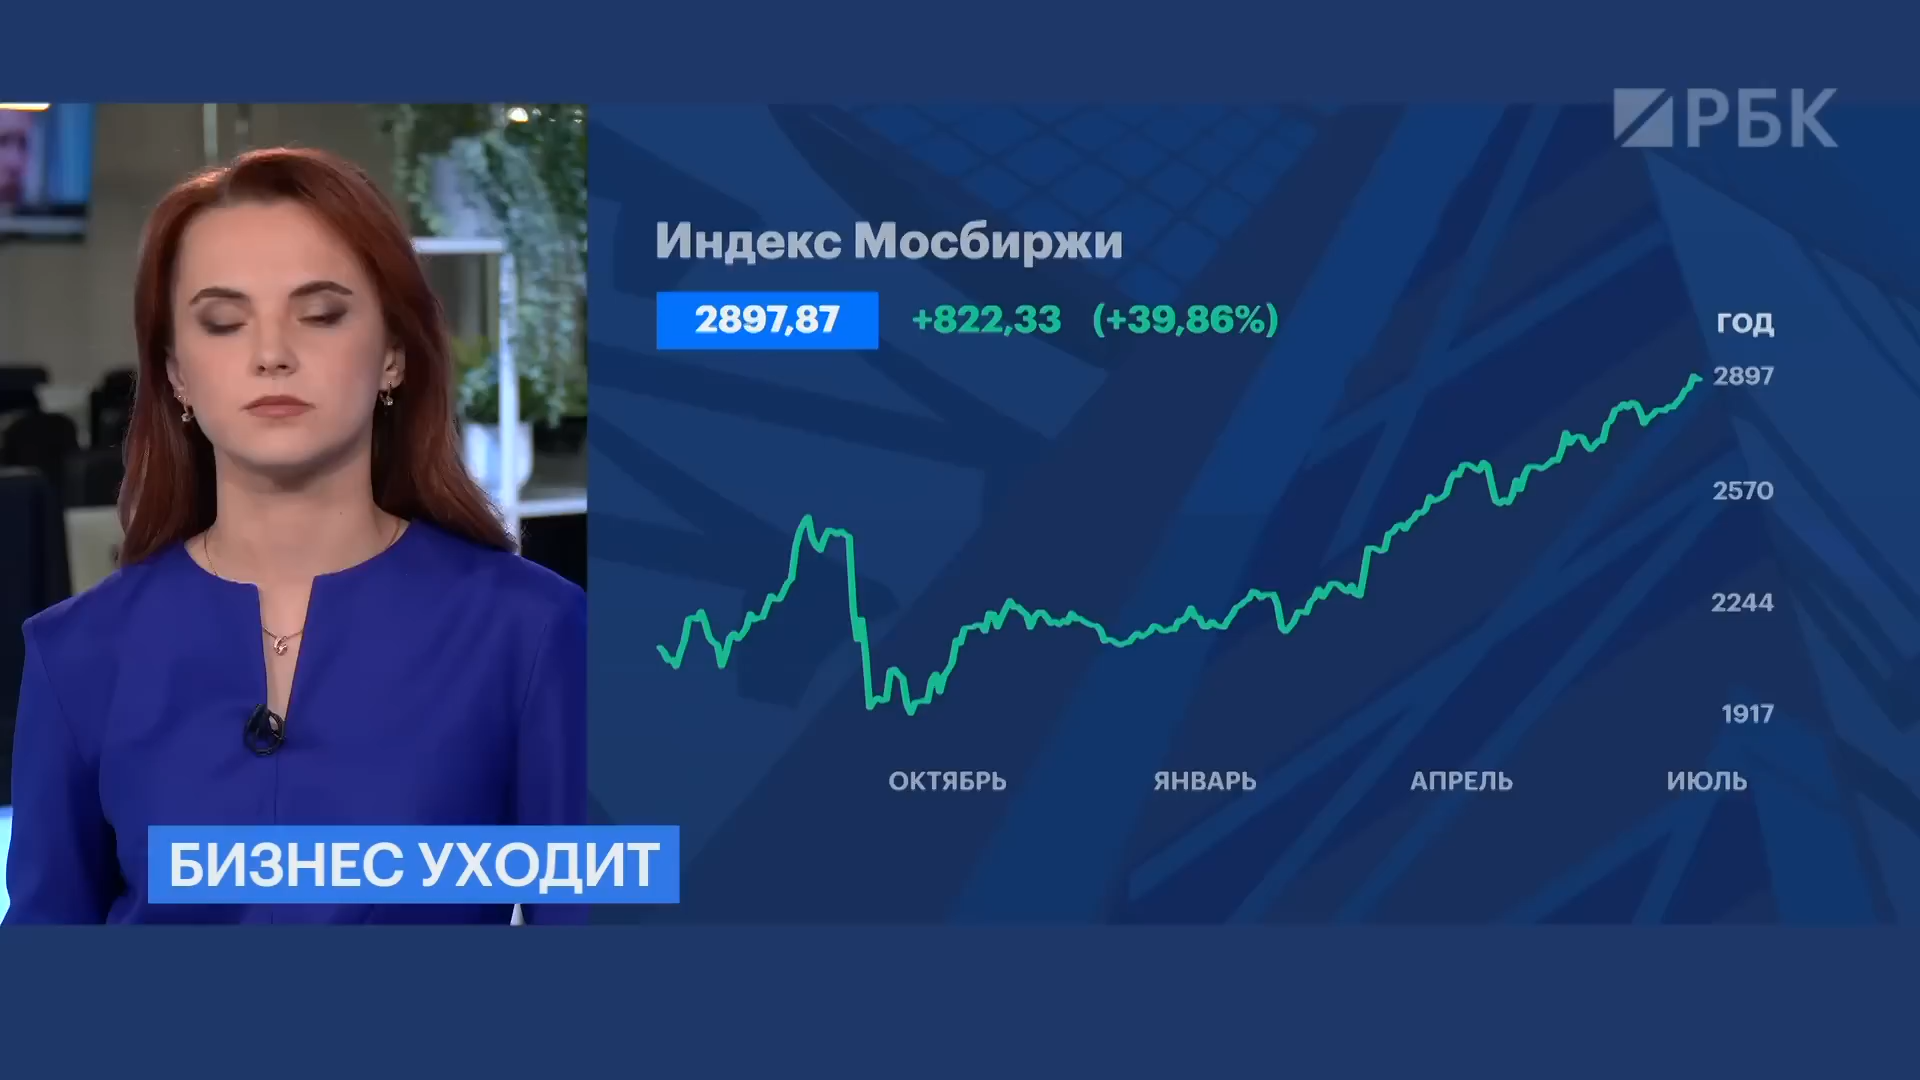 РБК
Индекс Мосбиржи
2897,87 +822,33 (+39,86%)
ГОД
2897
2570
2244
1917
ОКТЯБРЬ ЯНВАРЬ АПРЕЛЬ ИЮЛЬ
БИЗНЕС УХОДИТ